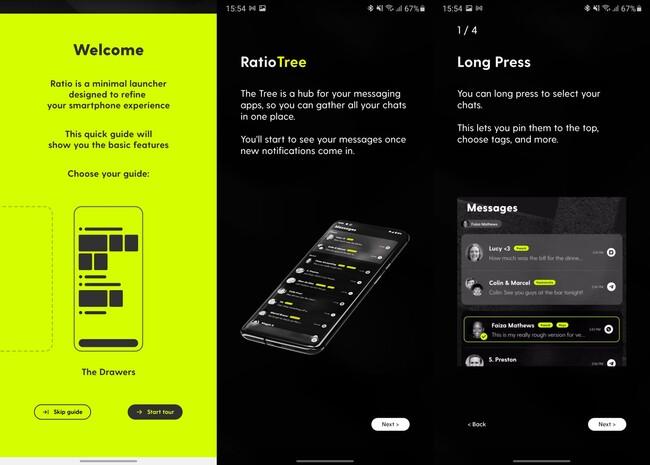 Welcome
Ratio is a minimal launcher
designed to refine
your smartphone experience
This quick guide will
show you the basic features
Choose your guide:
The Drawers
Skip guide
Start tour
15:54
67%
RatioTree
The Tree is a hub for your messaging
apps, so you can gather all your chats
in one place.
You'll start to see your messages once
new notifications come in.
Messages
Next >
15:54
67%
1 / 4
Long Press
You can long press to select your
chats.
This lets you pin them to the top,
choose tags, and more.
Messages
Faiza Mathews
Lucy <3
How much was the bill for the dinne...
Colin & Marcel
Colin: See you guys at the bar tonight!
Faiza Mathews
This is my really rough version for ve...
S. Preston
< Back
Next >